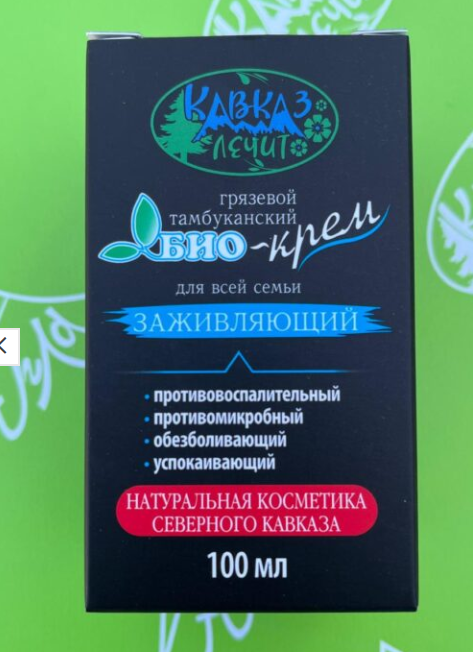 КАВКАЗ
ЛЕЧИТ
грязевой
тамбуканский
БИО-крем
для всей семьи
ЗАЖИВЛЯЮЩИЙ
• противовоспалительный
• противомикробный
• обезболивающий
• успокаивающий
НАТУРАЛЬНАЯ КОСМЕТИКА
СЕВЕРНОГО КАВКАЗА
100 мл